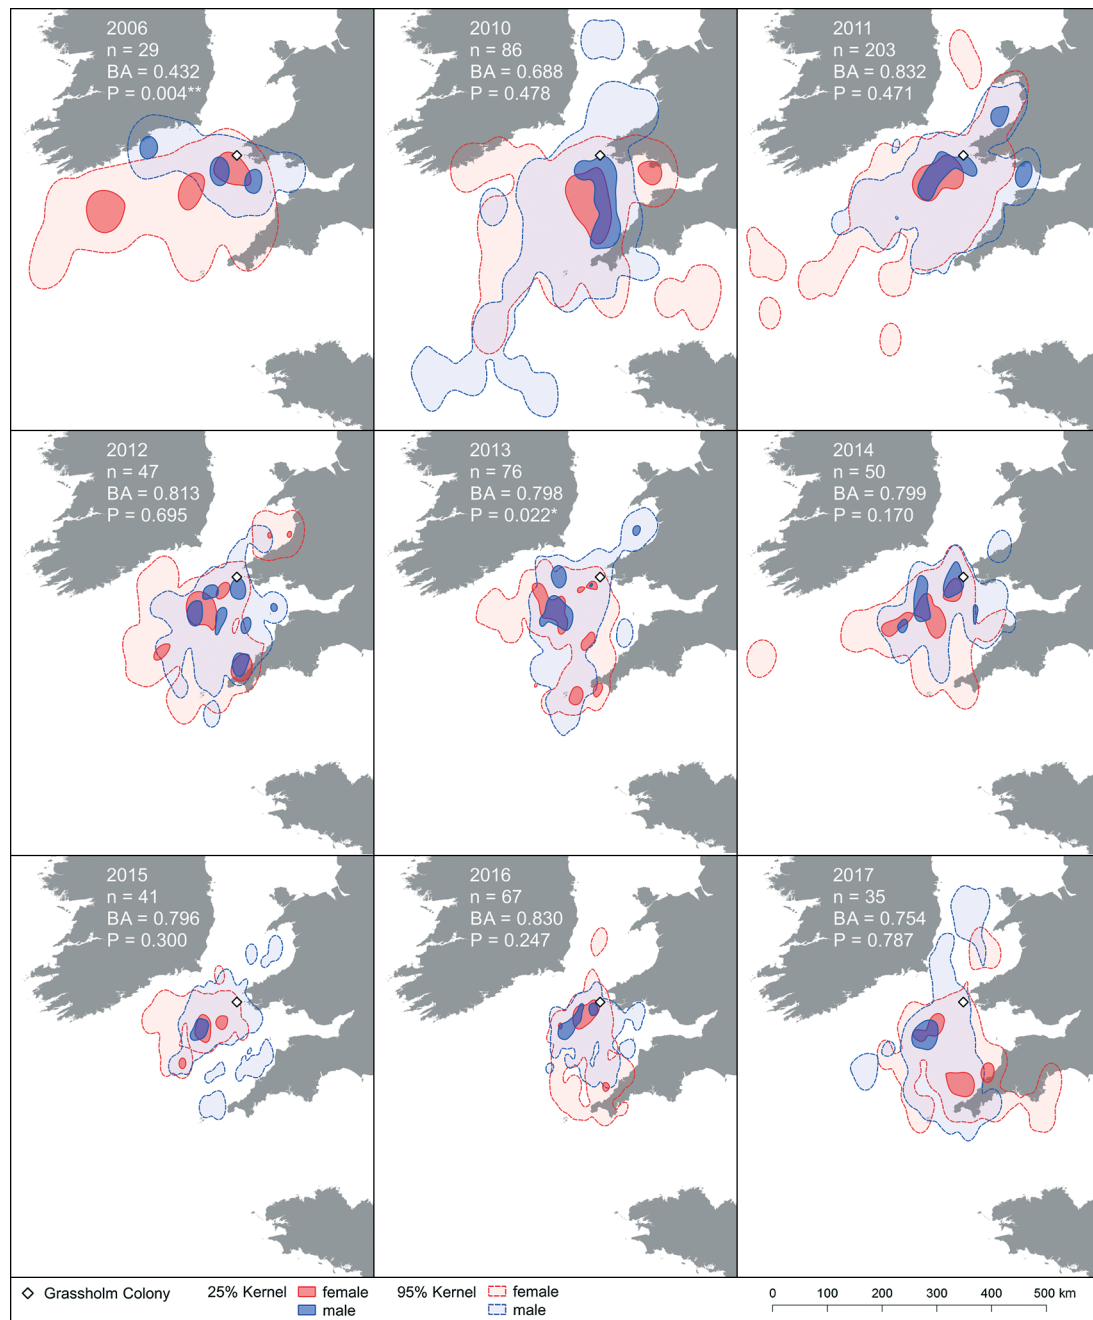 2006
n = 29
BA = 0.432
P = 0.004**
2010
n = 86
BA = 0.688
P = 0.478
2011
n = 203
BA = 0.832
P = 0.471
2012
n = 47
BA = 0.813
P = 0.695
2013
n = 76
BA = 0.798
P = 0.022*
2014
n = 50
BA = 0.799
P = 0.170
2015
n = 41
BA = 0.796
P = 0.300
2016
n = 67
BA = 0.830
P = 0.247
2017
n = 35
BA = 0.754
P = 0.787
Grassholm Colony
25% Kernel
female
male
95% Kernel
female
male
0 100 200 300 400 500 km